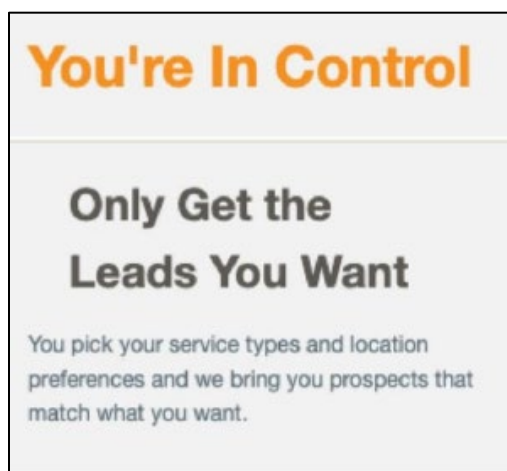 You're In Control
Only Get the
Leads You Want
You pick your service types and location
preferences and we bring you prospects that
match what you want.